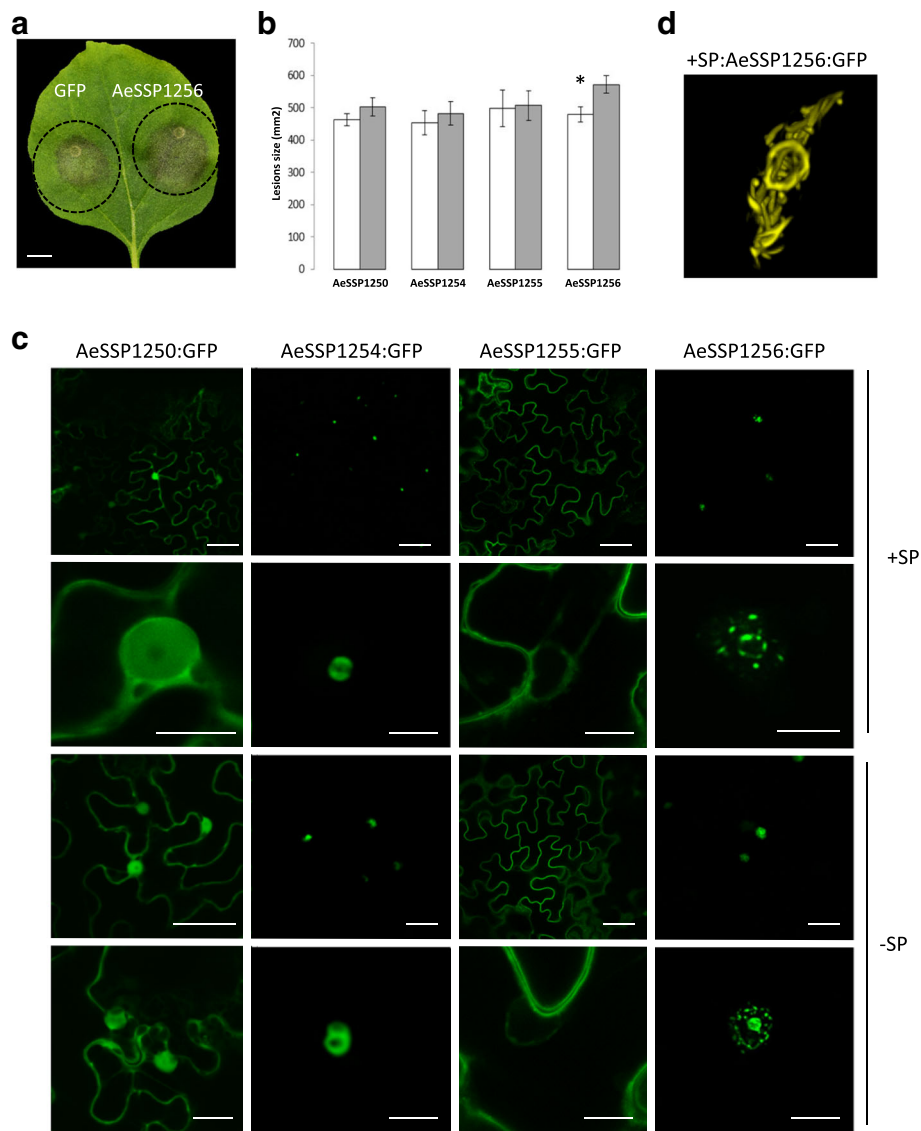 a
GFP AeSSP1256
b
700
600
500
400
300
200
100
0
Lesions size (mm2)
*
AeSSP1250 AeSSP1254 AeSSP1255 AeSSP1256
d
+SP:AeSSP1256:GFP
c
AeSSP1250:GFP AeSSP1254:GFP AeSSP1255:GFP AeSSP1256:GFP
+SP
-SP